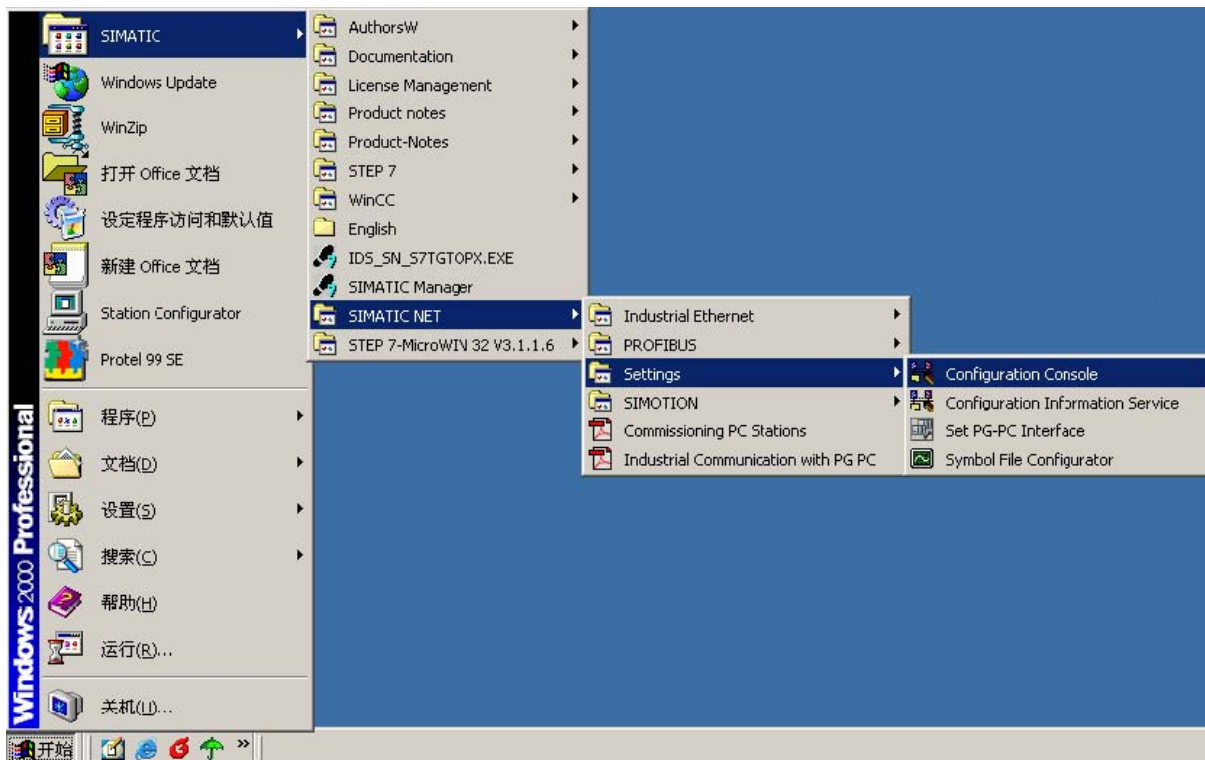 SIMATIC
Windows Update
WinZip
打开 Office 文档
设定程序访问和默认值
新建 Office 文档
Station Configurator
Protel 99 SE
程序(P)
文档(D)
设置(S)
搜索(C)
帮助(H)
运行(R)...
关机(U)...
Windows 2000 Professional
AuthorsW
Documentation
License Management
Product notes
Product-Notes
STEP 7
WinCC
English
IDS_SN_S7TGTOPX.EXE
SIMATIC Manager
SIMATIC NET
STEP 7-MicroWIN 32 V3.1.1.6
Industrial Ethernet
PROFIBUS
Settings
SIMOTION
Commissioning PC Stations
Industrial Communication with PG PC
Configuration Console
Configuration Information Service
Set PG-PC Interface
Symbol File Configurator
开始